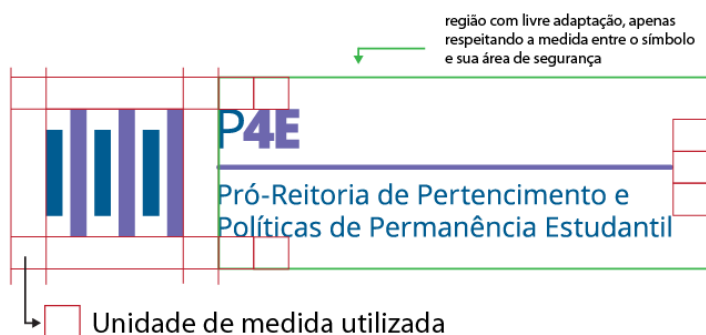 região com livre adaptação, apenas
respeitando a medida entre o símbolo
e sua área de segurança
P4E
Pró-Reitoria de Pertencimento e
Políticas de Permanência Estudantil
Unidade de medida utilizada